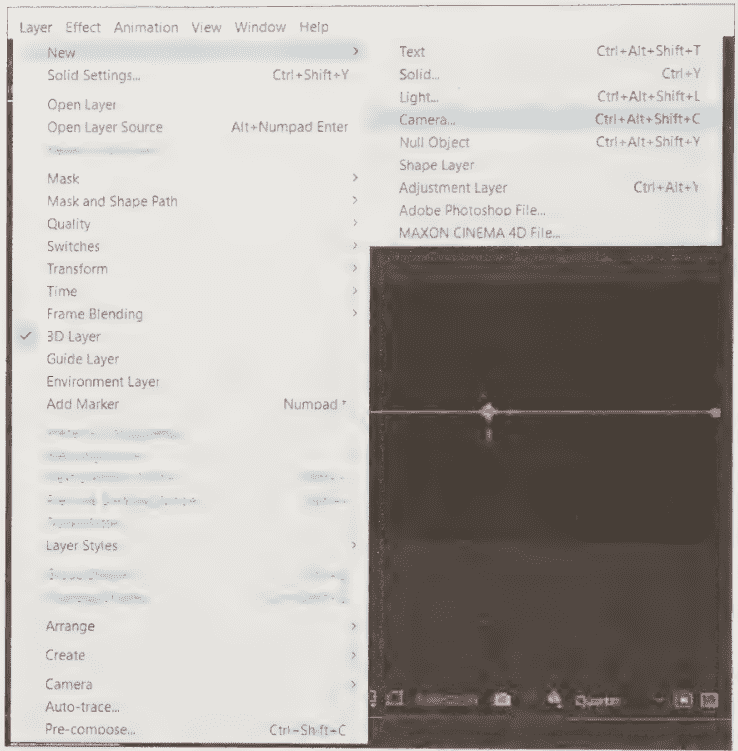 Layer Effect Animation View Window Help
New >
Solid Settings... Ctrl+Shift+Y
Open Layer
Open Layer Source Alt+Numpad Enter
Mask >
Mask and Shape Path >
Quality >
Switches >
Transform >
Time >
Frame Blending >
✓ 3D Layer
Guide Layer
Environment Layer
Add Marker Numpad *
Layer Styles >
Arrange >
Create >
Camera >
Auto-trace...
Pre-compose... Ctrl+Shift+C
Text Ctrl+Alt+Shift+T
Solid... Ctrl+Y
Light... Ctrl+Alt+Shift+L
Camera... Ctrl+Alt+Shift+C
Null Object Ctrl+Alt+Shift+Y
Shape Layer
Adjustment Layer Ctrl+Alt+Y
Adobe Photoshop File...
MAXON CINEMA 4D File...
Quarter